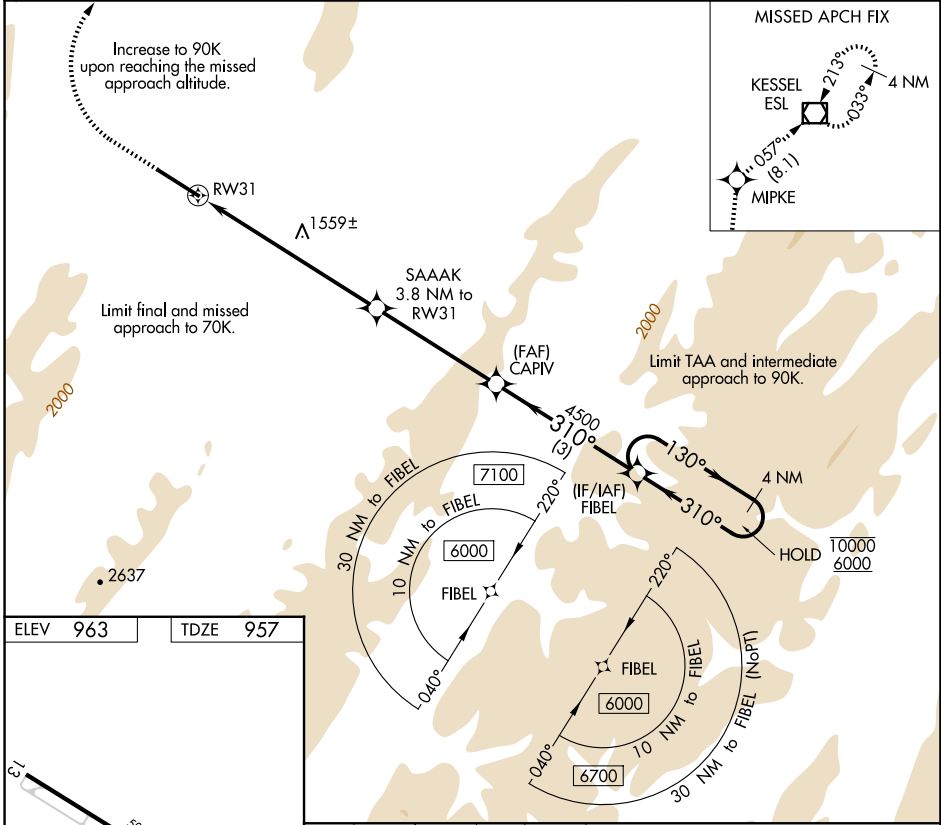 Increase to 90K
upon reaching the missed
approach altitude.
MISSED APCH FIX
KESSEL
ESL
213°
033°
4 NM
057°
(8.1)
MIPKE
RW31
1559±
SAAAK
3.8 NM to
RW31
Limit final and missed
approach to 70K.
2000
2000
(FAF)
CAPIV
Limit TAA and intermediate
approach to 90K.
4500
310°
(3)
(IF/IAF)
FIBEL
130°
310°
4 NM
HOLD
10000
6000
30 NM to FIBEL
7100
10 NM to FIBEL
6000
220°
FIBEL
040°
2637
220°
FIBEL
6000
10 NM to FIBEL
040°
6700
30 NM to FIBEL (NoPT)
ELEV 963
TDZE 957
13